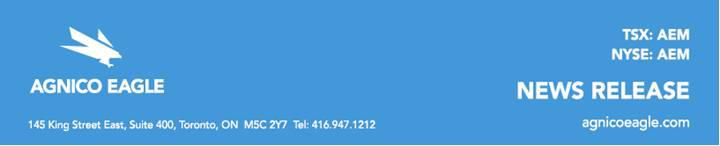 TSX: AEM
NYSE: AEM
AGNICO EAGLE
NEWS RELEASE
145 King Street East, Suite 400, Toronto, ON M5C 2Y7 Tel: 416.947.1212
agnicoeagle.com